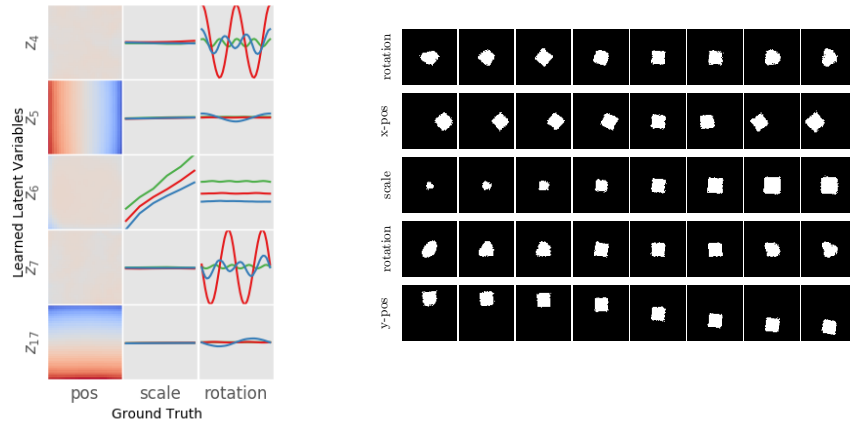 Learned Latent Variables
Z4
Z5
Z6
Z7
Z17
pos scale rotation
Ground Truth
rotation
x-pos
scale
rotation
y-pos